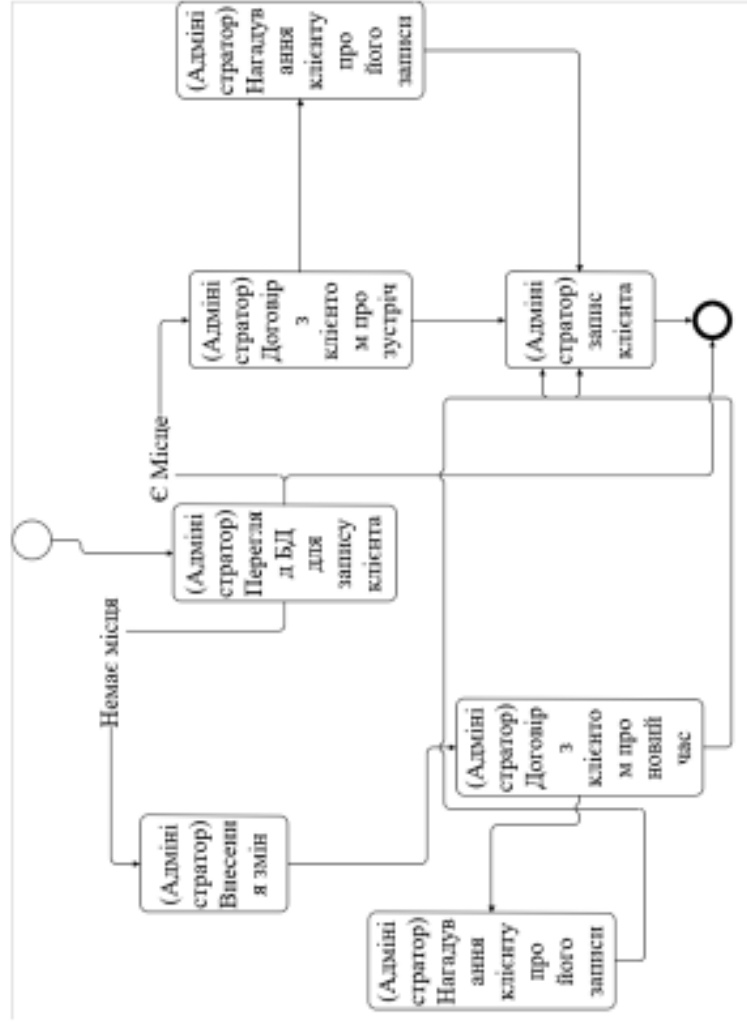 (Адміні
стратор)
Нагадув
ання
клієнту
про
його
записи
(Адміні
стратор)
Договір
з
клієнто
м про
зустріч
(Адміні
стратор)
запис
клієнта
Є Місце
(Адміні
стратор)
Перегля
д БД
для
запису
клієнта
Немає місця
(Адміні
стратор)
Договір
з
клієнто
м про
новий
час
(Адміні
стратор)
Внесенн
я змін
(Адміні
стратор)
Нагадув
ання
клієнту
про
його
записи